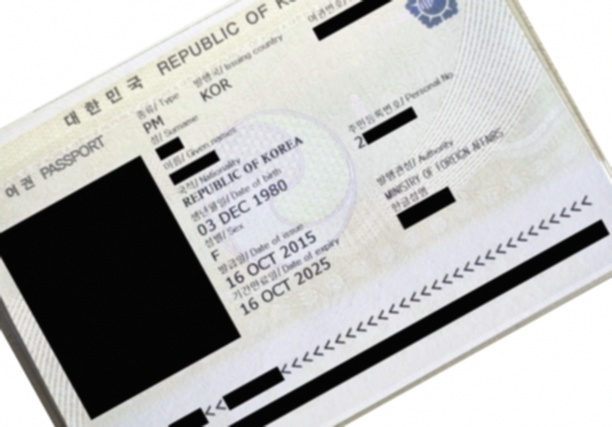 대한민국 REPUBLIC OF
여권 PASSPORT
종류/ Type 발행국/ Issuing country 여권번호/
PM KOR
성/ Surname
이름/ Given names
국적/ Nationality 주민등록번호/ Personal No.
REPUBLIC OF KOREA 2
생년월일/ Date of birth
03 DEC 1980
성별/ Sex 발행관청/ Authority
F MINISTRY OF FOREIGN AFFAIRS
발급일/ Date of issue 한글성명
16 OCT 2015
기간만료일/ Date of expiry
16 OCT 2025